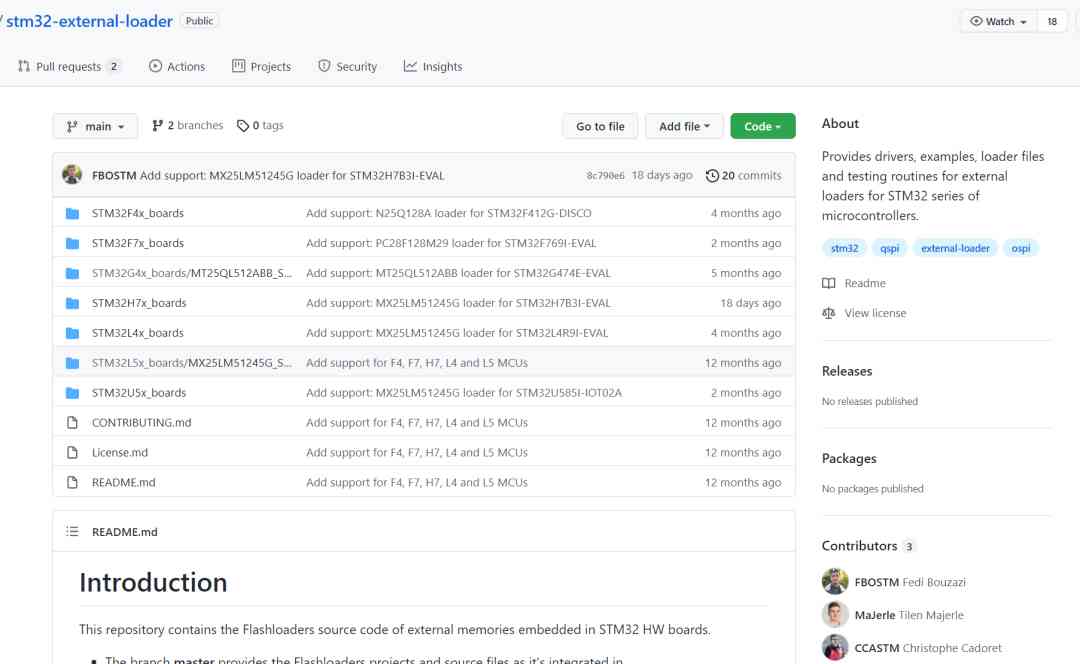 / stm32-external-loader Public Watch 18
Pull requests 2 Actions Projects Security Insights
main 2 branches 0 tags Go to file Add file Code
FBOSTM Add support: MX25LM51245G loader for STM32H7B3I-EVAL 8c790e6 18 days ago 20 commits
STM32F4x_boards Add support: N25Q128A loader for STM32F412G-DISCO 4 months ago
STM32F7x_boards Add support: PC28F128M29 loader for STM32F769I-EVAL 2 months ago
STM32G4x_boards/MT25QL512ABB_S... Add support: MT25QL512ABB loader for STM32G474E-EVAL 5 months ago
STM32H7x_boards Add support: MX25LM51245G loader for STM32H7B3I-EVAL 18 days ago
STM32L4x_boards Add support: MX25LM51245G loader for STM32L4R9I-EVAL 4 months ago
STM32L5x_boards/MX25LM51245G_S... Add support for F4, F7, H7, L4 and L5 MCUs 12 months ago
STM32U5x_boards Add support: MX25LM51245G loader for STM32U585I-IOT02A 2 months ago
CONTRIBUTING.md Add support for F4, F7, H7, L4 and L5 MCUs 12 months ago
License.md Add support for F4, F7, H7, L4 and L5 MCUs 12 months ago
README.md Add support for F4, F7, H7, L4 and L5 MCUs 12 months ago
README.md
Introduction
This repository contains the Flashloaders source code of external memories embedded in STM32 HW boards.
• The branch master provides the Flashloaders projects and source files as it's integrated in
About
Provides drivers, examples, loader files
and testing routines for external
loaders for STM32 series of
microcontrollers.
stm32 qspi external-loader ospi
Readme
View license
Releases
No releases published
Packages
No packages published
Contributors 3
FBOSTM Fedi Bouzazi
MaJerle Tilen Majerle
CCASTM Christophe Cadoret